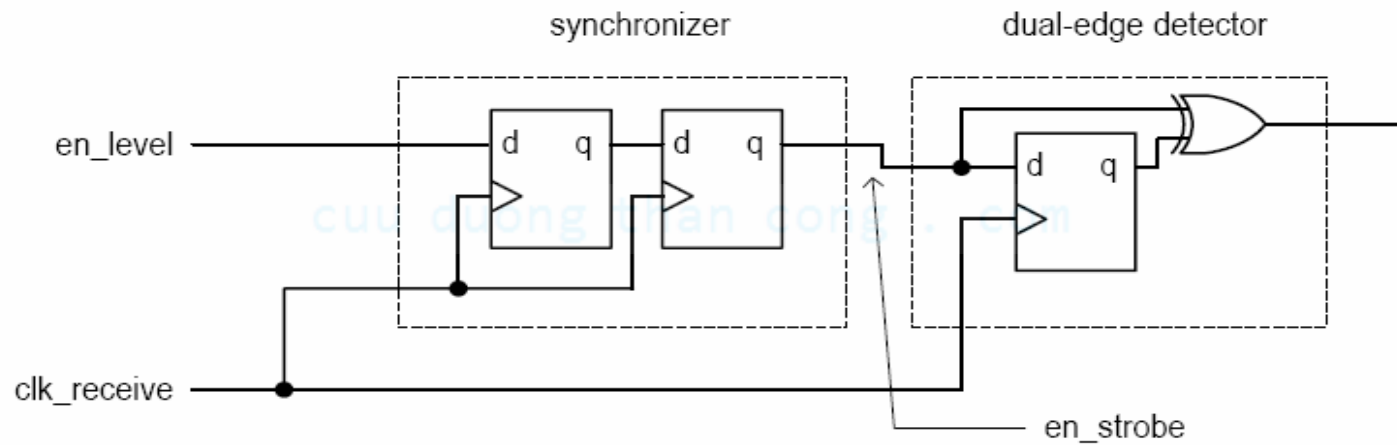 synchronizer
dual-edge detector
en_level
d q
d q
d q
cuu duong than cong . com
clk_receive
en_strobe